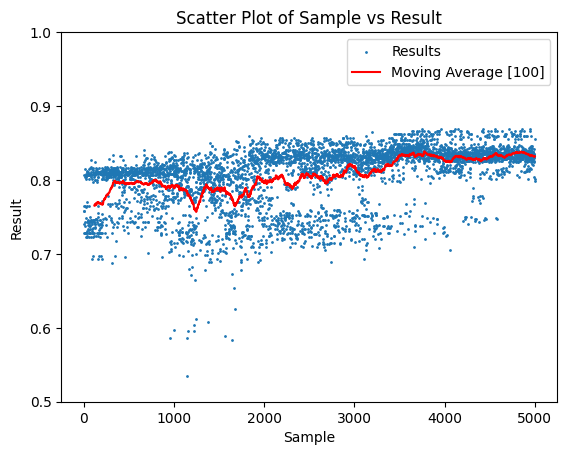 Scatter Plot of Sample vs Result
1.0
0.9
0.8
0.7
0.6
0.5
Result
Results
Moving Average [100]
0 1000 2000 3000 4000 5000
Sample